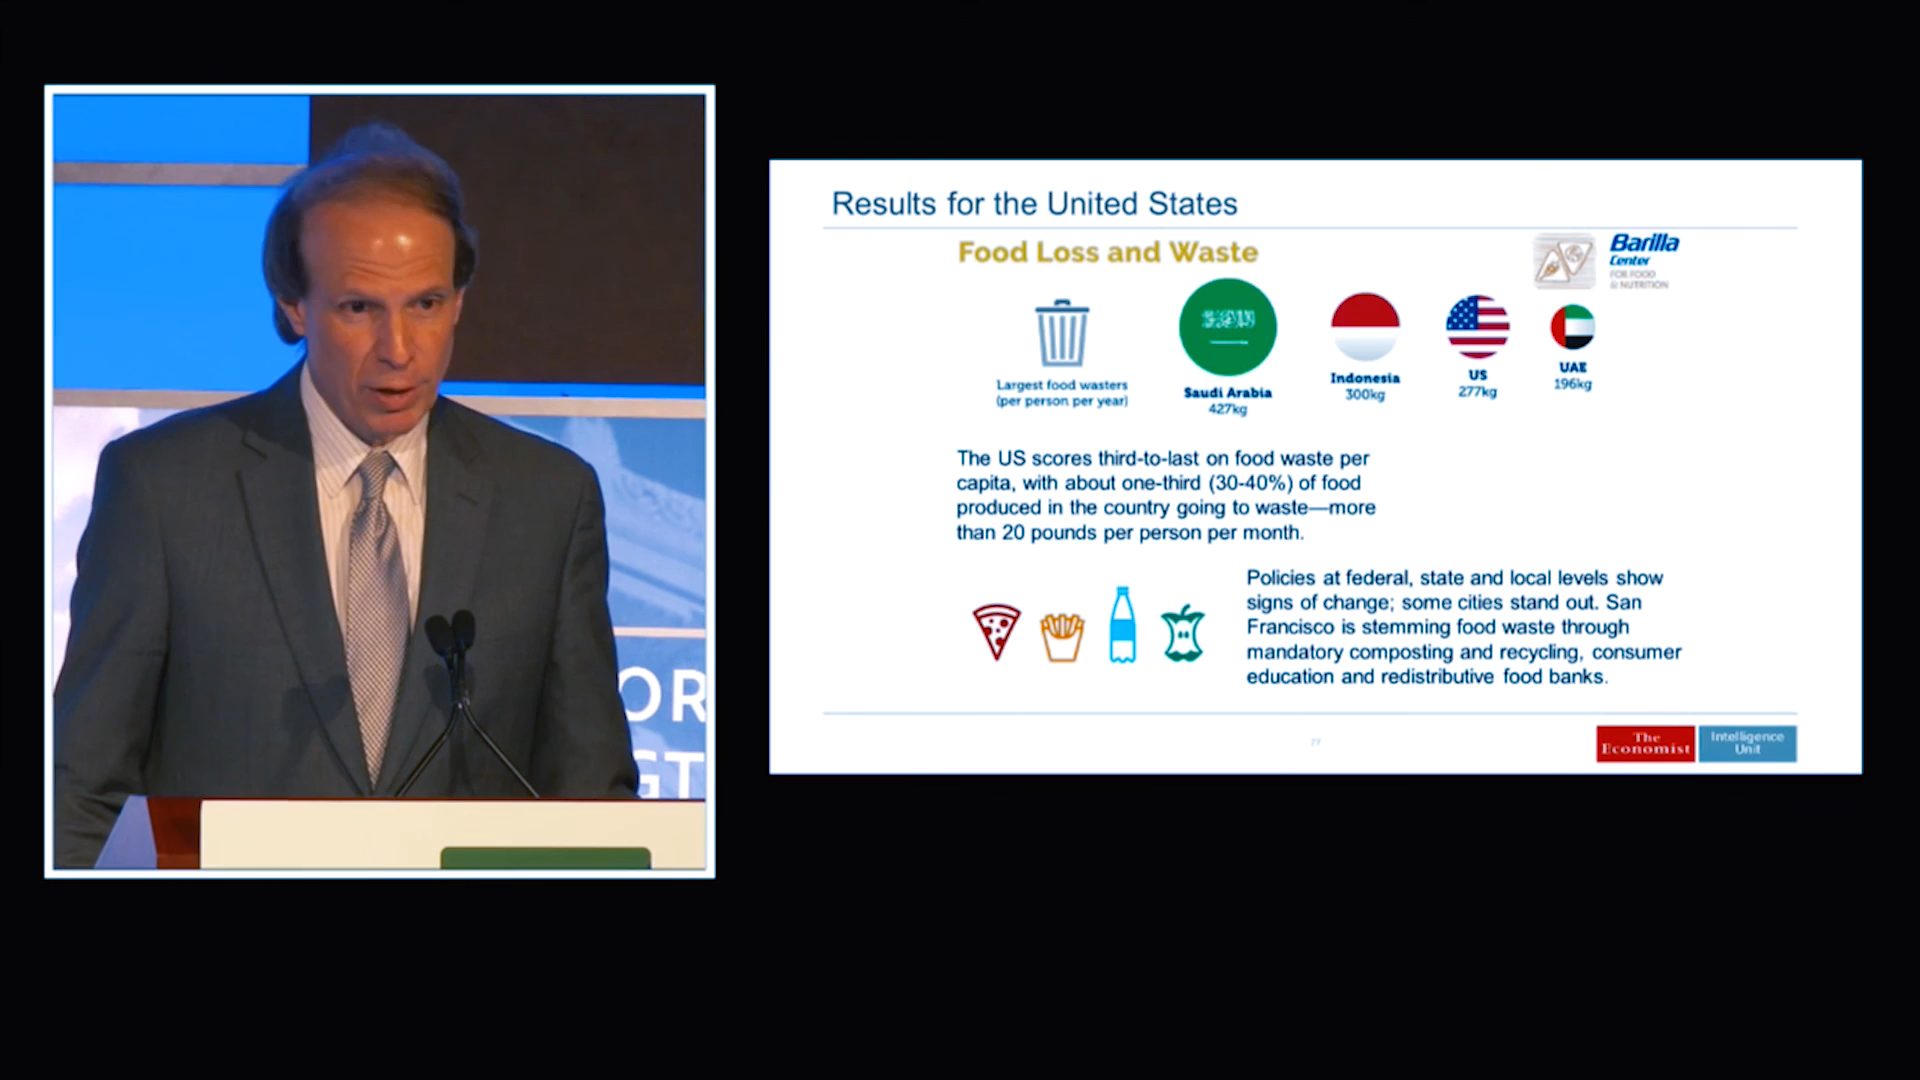 OR
GT
Results for the United States
Food Loss and Waste
Barilla
Center
FOR FOOD
& NUTRITION
Largest food wasters
(per person per year)
Saudi Arabia
427kg
Indonesia
300kg
US
277kg
UAE
196kg
The US scores third-to-last on food waste per
capita, with about one-third (30-40%) of food
produced in the country going to waste—more
than 20 pounds per person per month.
Policies at federal, state and local levels show
signs of change; some cities stand out. San
Francisco is stemming food waste through
mandatory composting and recycling, consumer
education and redistributive food banks.
The
Economist
Intelligence
Unit